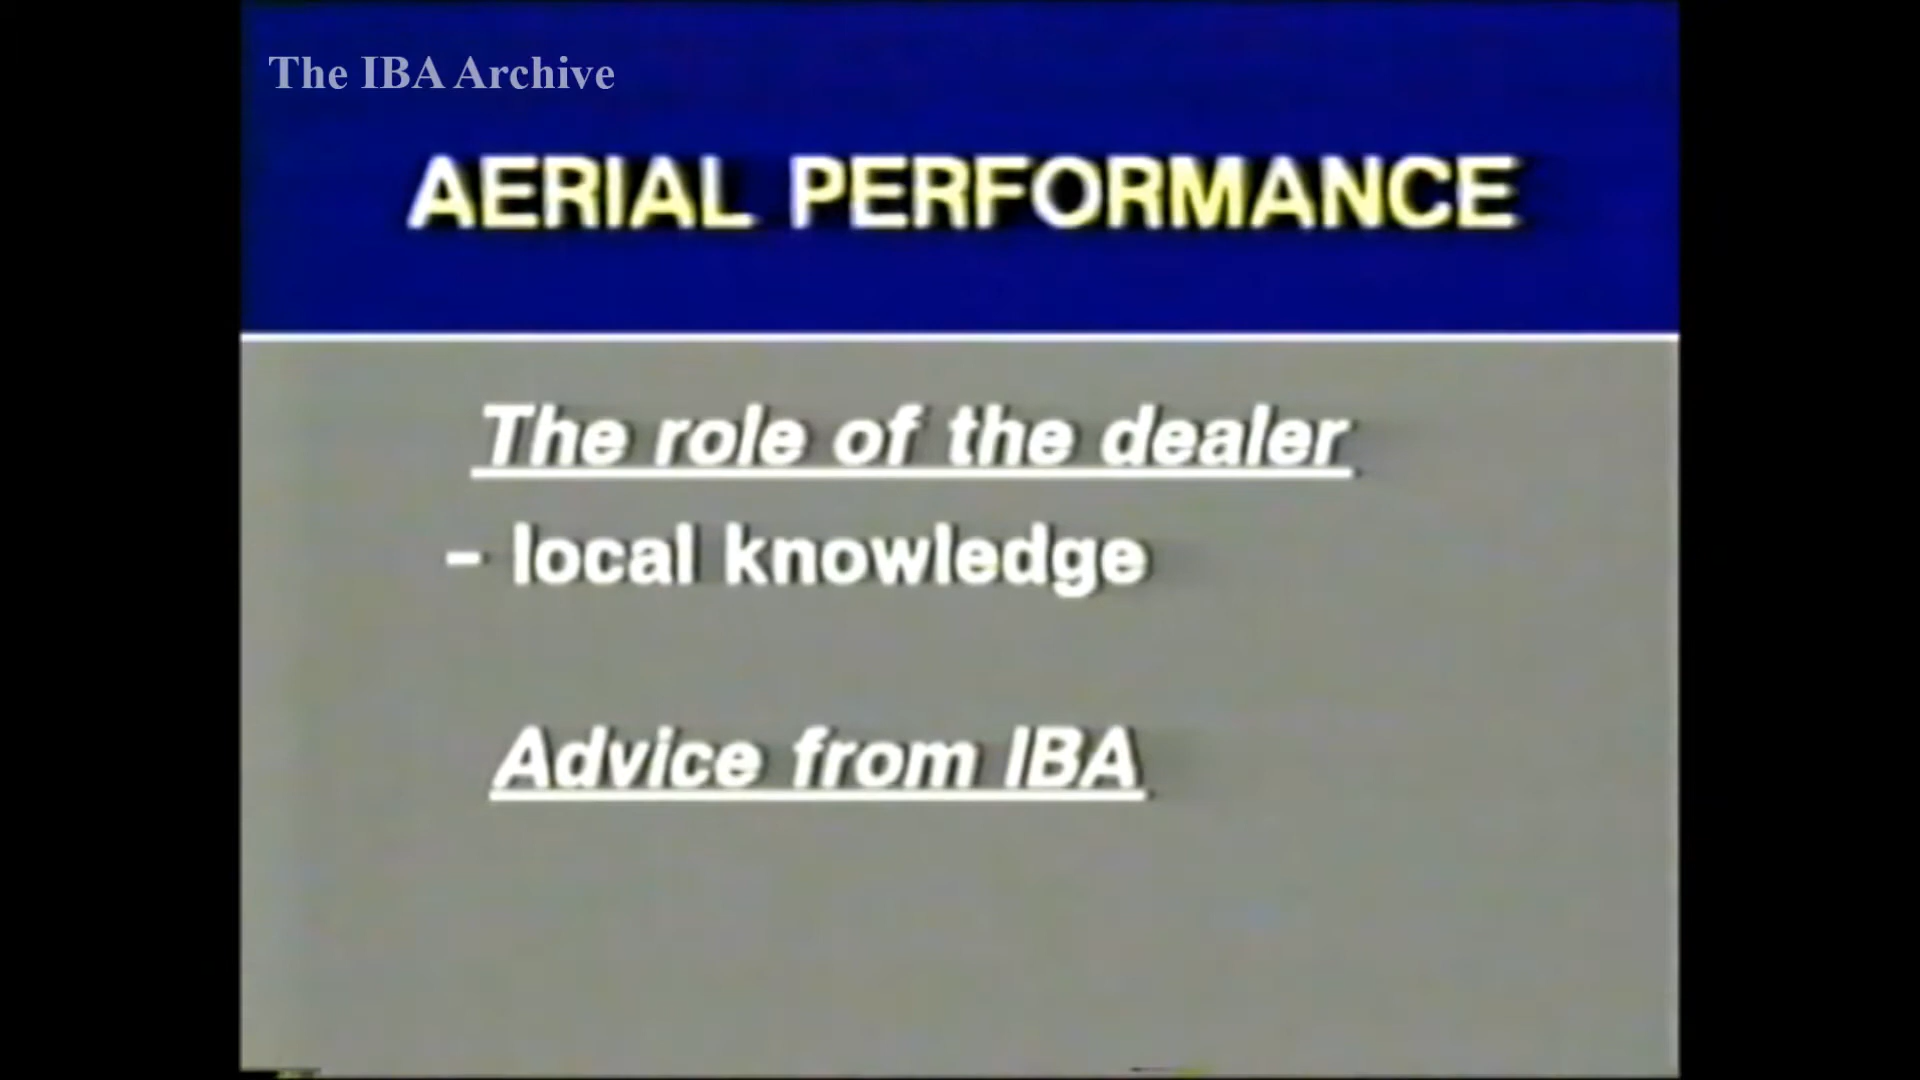 The IBA Archive
AERIAL PERFORMANCE
The role of the dealer
- local knowledge
Advice from IBA